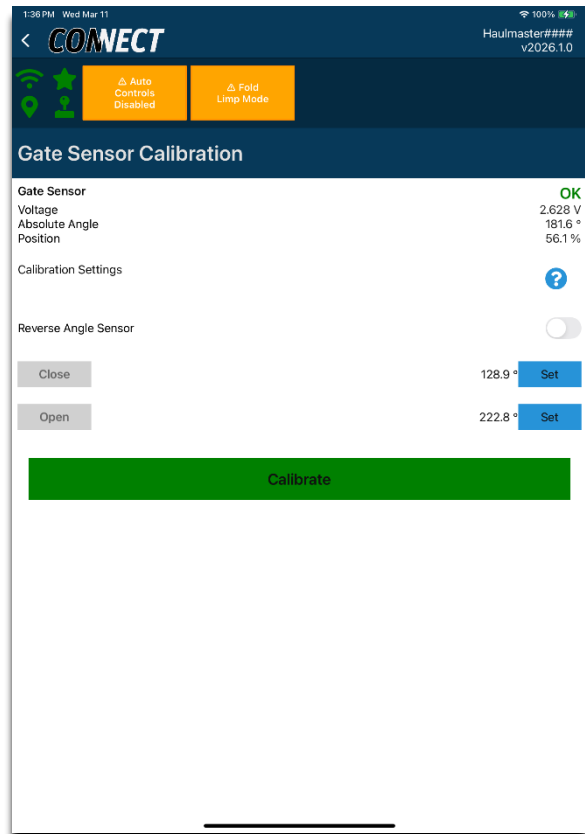 1:36 PM Wed Mar 11
100%
CONNECT
Haulmaster####
v2026.1.0
⚠ Auto
Controls
Disabled
⚠ Fold
Limp Mode
Gate Sensor Calibration
Gate Sensor OK
Voltage 2.628 V
Absolute Angle 181.6 °
Position 56.1 %
Calibration Settings ?
Reverse Angle Sensor
Close 128.9 ° Set
Open 222.8 ° Set
Calibrate